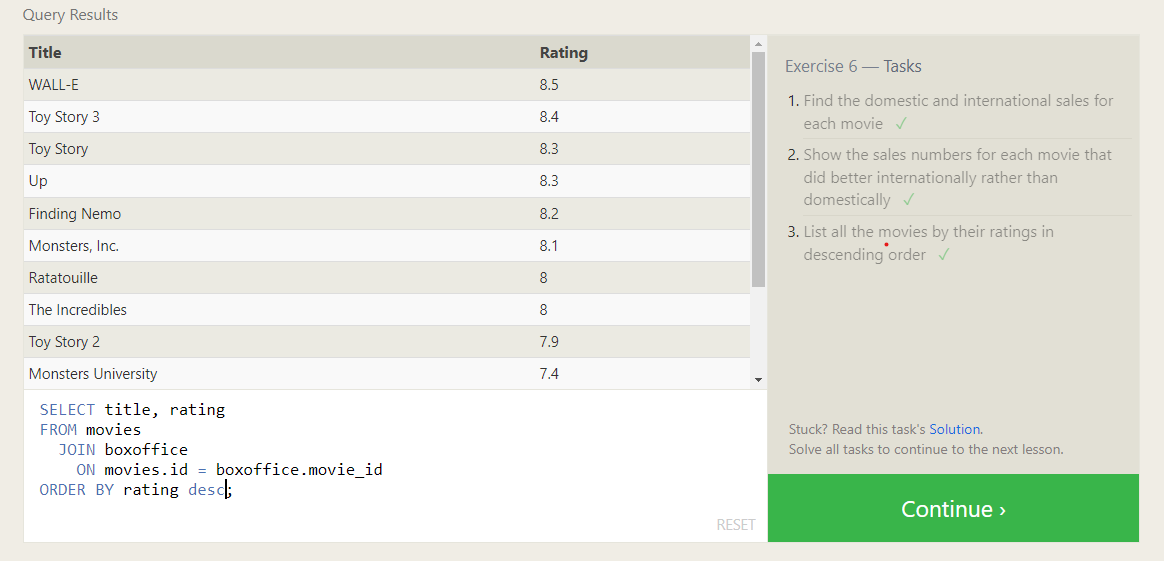 Query Results
Title Rating
WALL-E 8.5
Toy Story 3 8.4
Toy Story 8.3
Up 8.3
Finding Nemo 8.2
Monsters, Inc. 8.1
Ratatouille 8
The Incredibles 8
Toy Story 2 7.9
Monsters University 7.4
SELECT title, rating
FROM movies
JOIN boxoffice
ON movies.id = boxoffice.movie_id
ORDER BY rating desc;
RESET
Exercise 6 — Tasks
1. Find the domestic and international sales for
each movie ✓
2. Show the sales numbers for each movie that
did better internationally rather than
domestically ✓
3. List all the movies by their ratings in
descending order ✓
Stuck? Read this task's Solution.
Solve all tasks to continue to the next lesson.
Continue ›